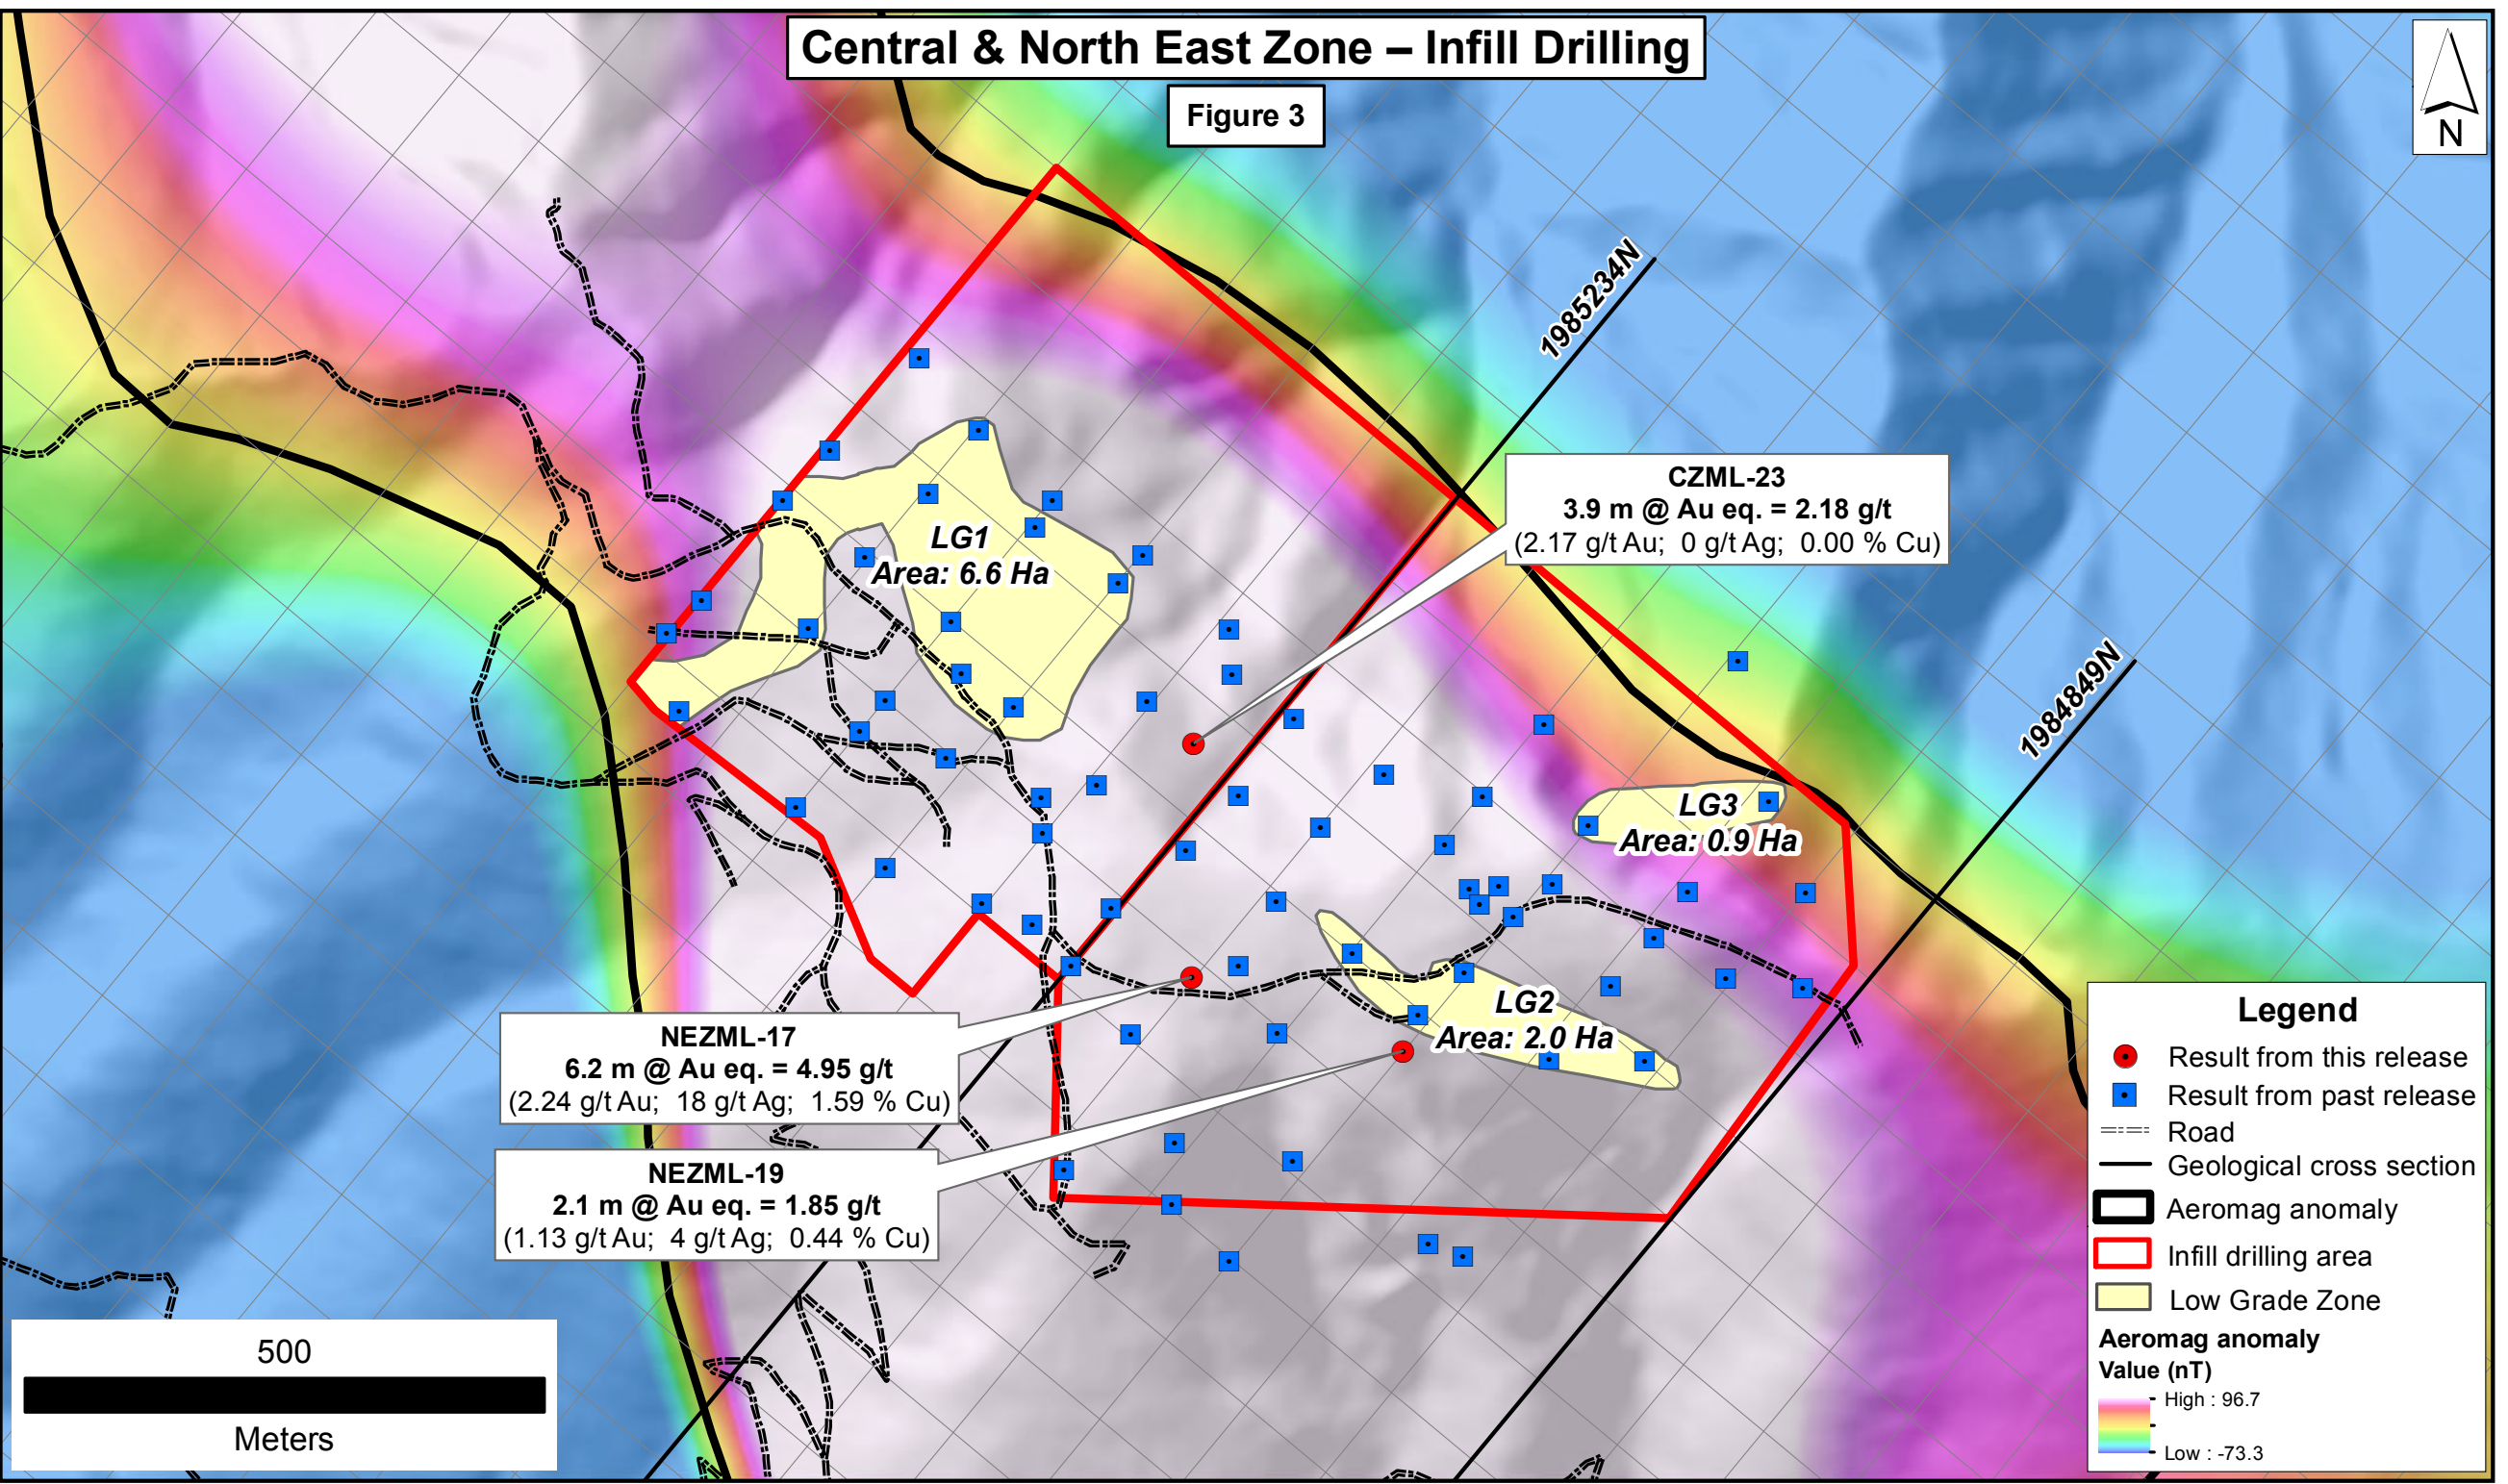 Central & North East Zone – Infill Drilling
Figure 3
N
1985234N
CZML-23
3.9 m @ Au eq. = 2.18 g/t
(2.17 g/t Au; 0 g/t Ag; 0.00 % Cu)
LG1
Area: 6.6 Ha
1984849N
LG3
Area: 0.9 Ha
LG2
Area: 2.0 Ha
NEZML-17
6.2 m @ Au eq. = 4.95 g/t
(2.24 g/t Au; 18 g/t Ag; 1.59 % Cu)
NEZML-19
2.1 m @ Au eq. = 1.85 g/t
(1.13 g/t Au; 4 g/t Ag; 0.44 % Cu)
500
Meters
Legend
Result from this release
Result from past release
Road
Geological cross section
Aeromag anomaly
Infill drilling area
Low Grade Zone
Aeromag anomaly
Value (nT)
High : 96.7
Low : -73.3